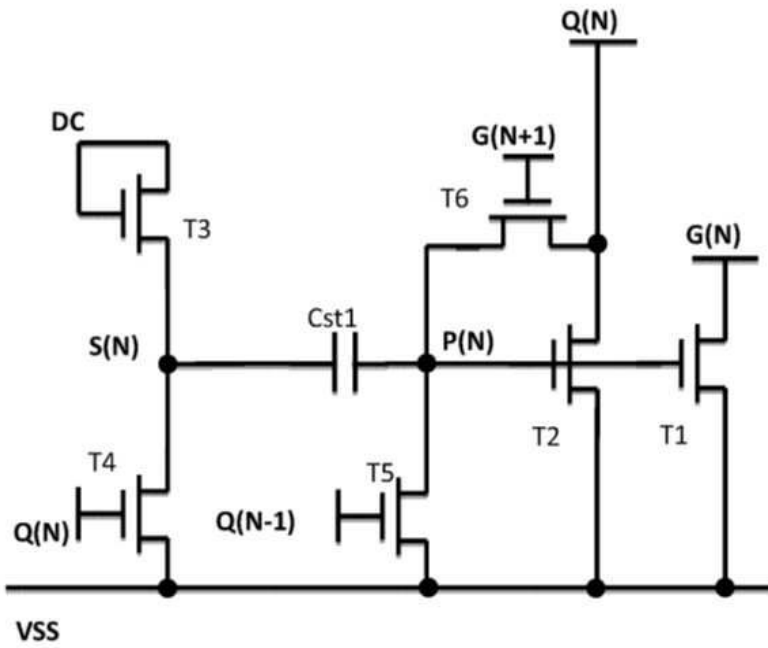 Q(N)
DC
G(N+1)
T6
T3
G(N)
Cst1
S(N)
P(N)
T2
T1
T4
T5
Q(N)
Q(N-1)
VSS